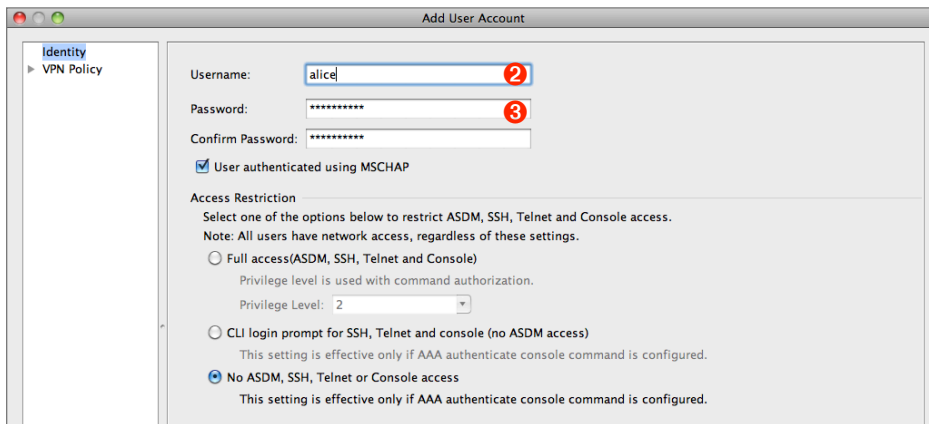 Add User Account
Identity
VPN Policy
Username: alice 2
Password: ********** 3
Confirm Password: **********
User authenticated using MSCHAP
Access Restriction
Select one of the options below to restrict ASDM, SSH, Telnet and Console access.
Note: All users have network access, regardless of these settings.
Full access(ASDM, SSH, Telnet and Console)
Privilege level is used with command authorization.
Privilege Level: 2
CLI login prompt for SSH, Telnet and console (no ASDM access)
This setting is effective only if AAA authenticate console command is configured.
No ASDM, SSH, Telnet or Console access
This setting is effective only if AAA authenticate console command is configured.